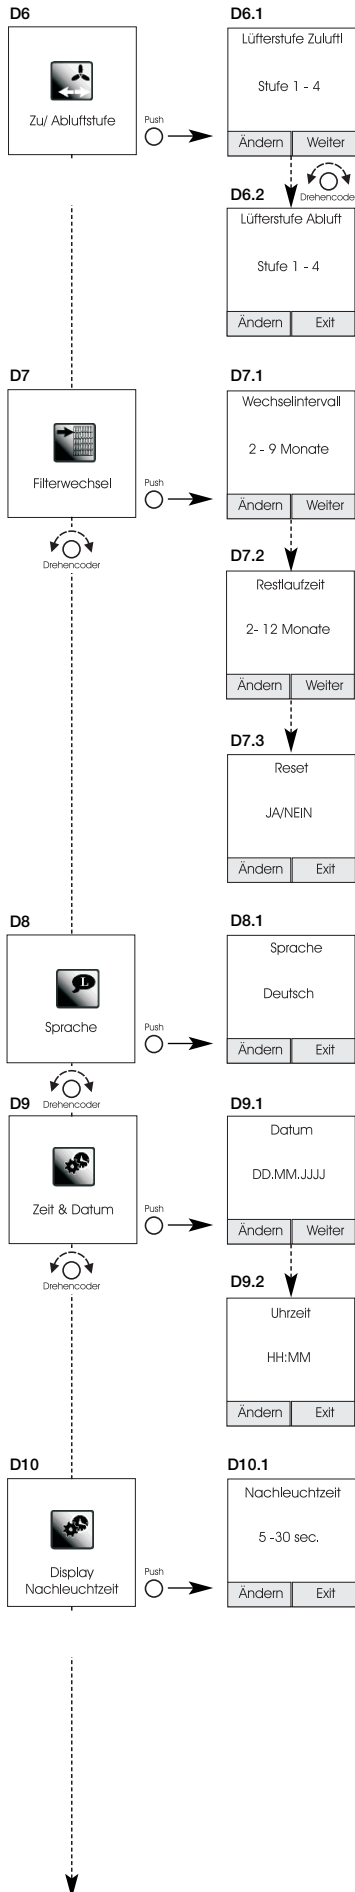 D6
Zu/ Abluftstufe
Push
D6.1
Lüfterstufe Zuluftl
Stufe 1 - 4
Ändern Weiter
Drehencode
D6.2
Lüfterstufe Abluft
Stufe 1 - 4
Ändern Exit
D7
Filterwechsel
Push
Drehencoder
D7.1
Wechselintervall
2 - 9 Monate
Ändern Weiter
D7.2
Restlaufzeit
2- 12 Monate
Ändern Weiter
D7.3
Reset
JA/NEIN
Ändern Exit
D8
L
Sprache
Push
Drehencoder
D8.1
Sprache
Deutsch
Ändern Exit
D9
Zeit & Datum
Push
Drehencoder
D9.1
Datum
DD.MM.JJJJ
Ändern Weiter
D9.2
Uhrzeit
HH:MM
Ändern Exit
D10
Display
Nachleuchtzeit
Push
D10.1
Nachleuchtzeit
5 -30 sec.
Ändern Exit